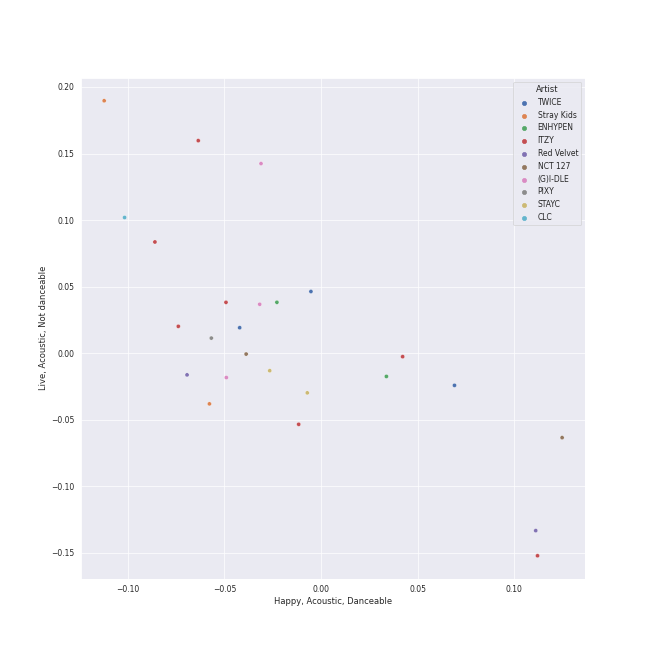 0.20
0.15
0.10
0.05
0.00
−0.05
−0.10
−0.15
Live, Acoustic, Not danceable
−0.10
−0.05
0.00
0.05
0.10
Happy, Acoustic, Danceable
Artist
TWICE
Stray Kids
ENHYPEN
ITZY
Red Velvet
NCT 127
(G)I-DLE
PIXY
STAYC
CLC